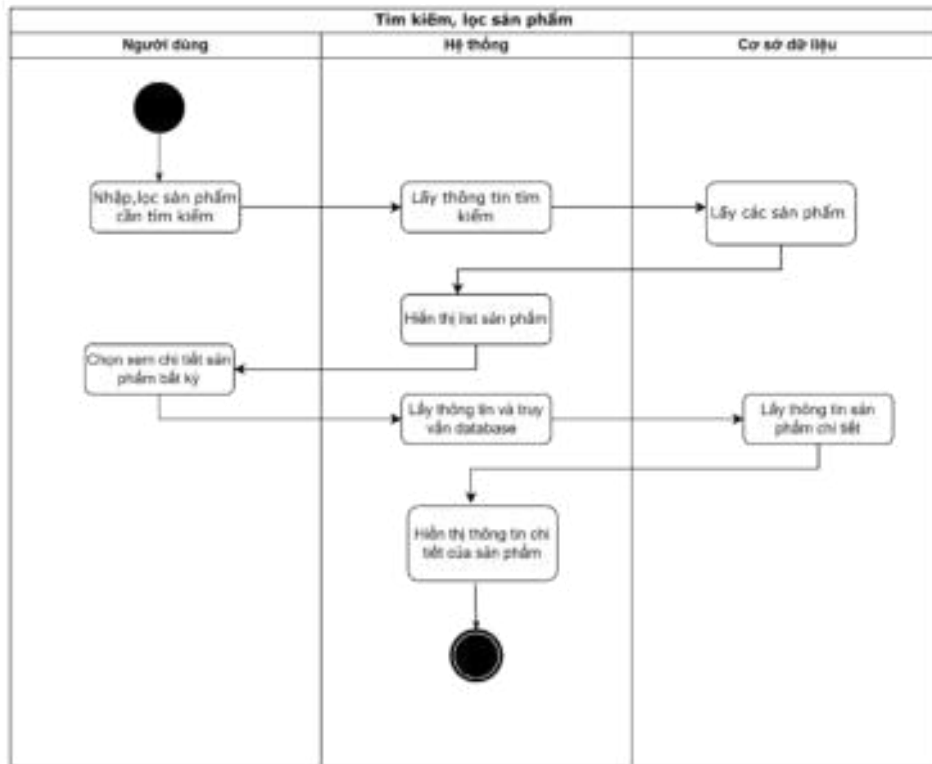 Tìm kiếm, lọc sản phẩm
Người dùng
Hệ thống
Cơ sở dữ liệu
Nhập,lọc sản phẩm
cần tìm kiếm
Lấy thông tin tìm
kiếm
Lấy các sản phẩm
Hiển thị list sản phẩm
Chọn xem chi tiết sản
phẩm bất kỳ
Lấy thông tin và truy
vấn database
Lấy thông tin sản
phẩm chi tiết
Hiển thị thông tin chi
tiết của sản phẩm